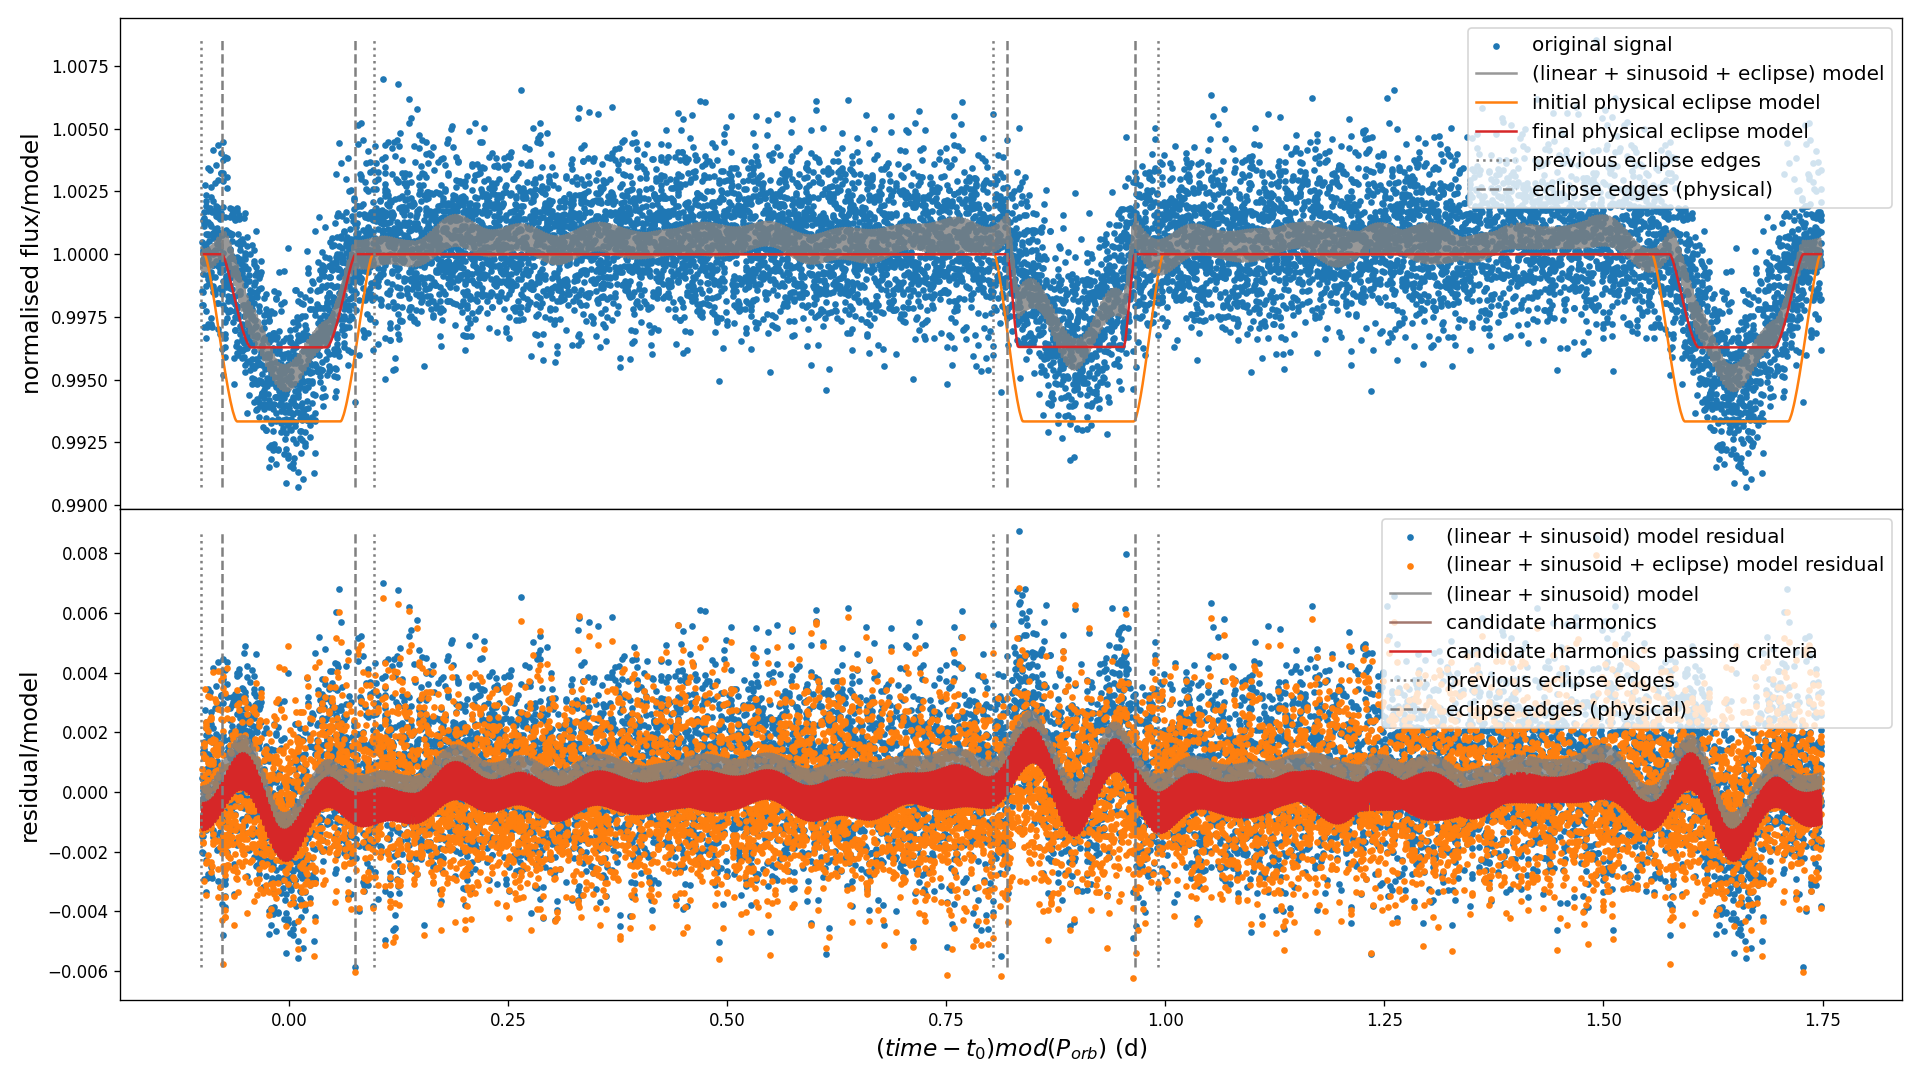 normalised flux/model
1.0075
1.0050
1.0025
1.0000
0.9975
0.9950
0.9925
0.9900
original signal
(linear + sinusoid + eclipse) model
initial physical eclipse model
final physical eclipse model
previous eclipse edges
eclipse edges (physical)
residual/model
0.008
0.006
0.004
0.002
0.000
−0.002
−0.004
−0.006
(linear + sinusoid) model residual
(linear + sinusoid + eclipse) model residual
(linear + sinusoid) model
candidate harmonics
candidate harmonics passing criteria
previous eclipse edges
eclipse edges (physical)
0.00 0.25 0.50 0.75 1.00 1.25 1.50 1.75
(time − t₀)mod(P_orb) (d)